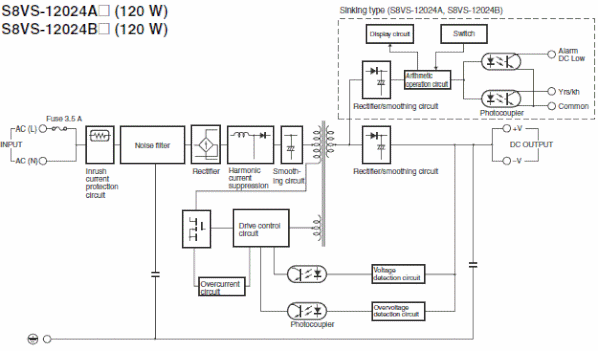 S8VS-12024A□ (120 W)
S8VS-12024B□ (120 W)
Sinking type (S8VS-12024A, S8VS-12024B)
Display circuit
Switch
Arithmetic
operation circuit
Rectifier/smoothing circuit
Photocoupler
Alarm
DC Low
Yrs/kh
Common
Fuse 3.5 A
AC (L)
INPUT
AC (N)
Inrush
current
protection
circuit
Noise filter
Rectifier
Harmonic
current
suppression
Smooth-
ing circuit
Rectifier/smoothing circuit
+V
DC OUTPUT
–V
Drive control
circuit
Overcurrent
circuit
Voltage
detection circuit
Overvoltage
detection circuit
Photocoupler